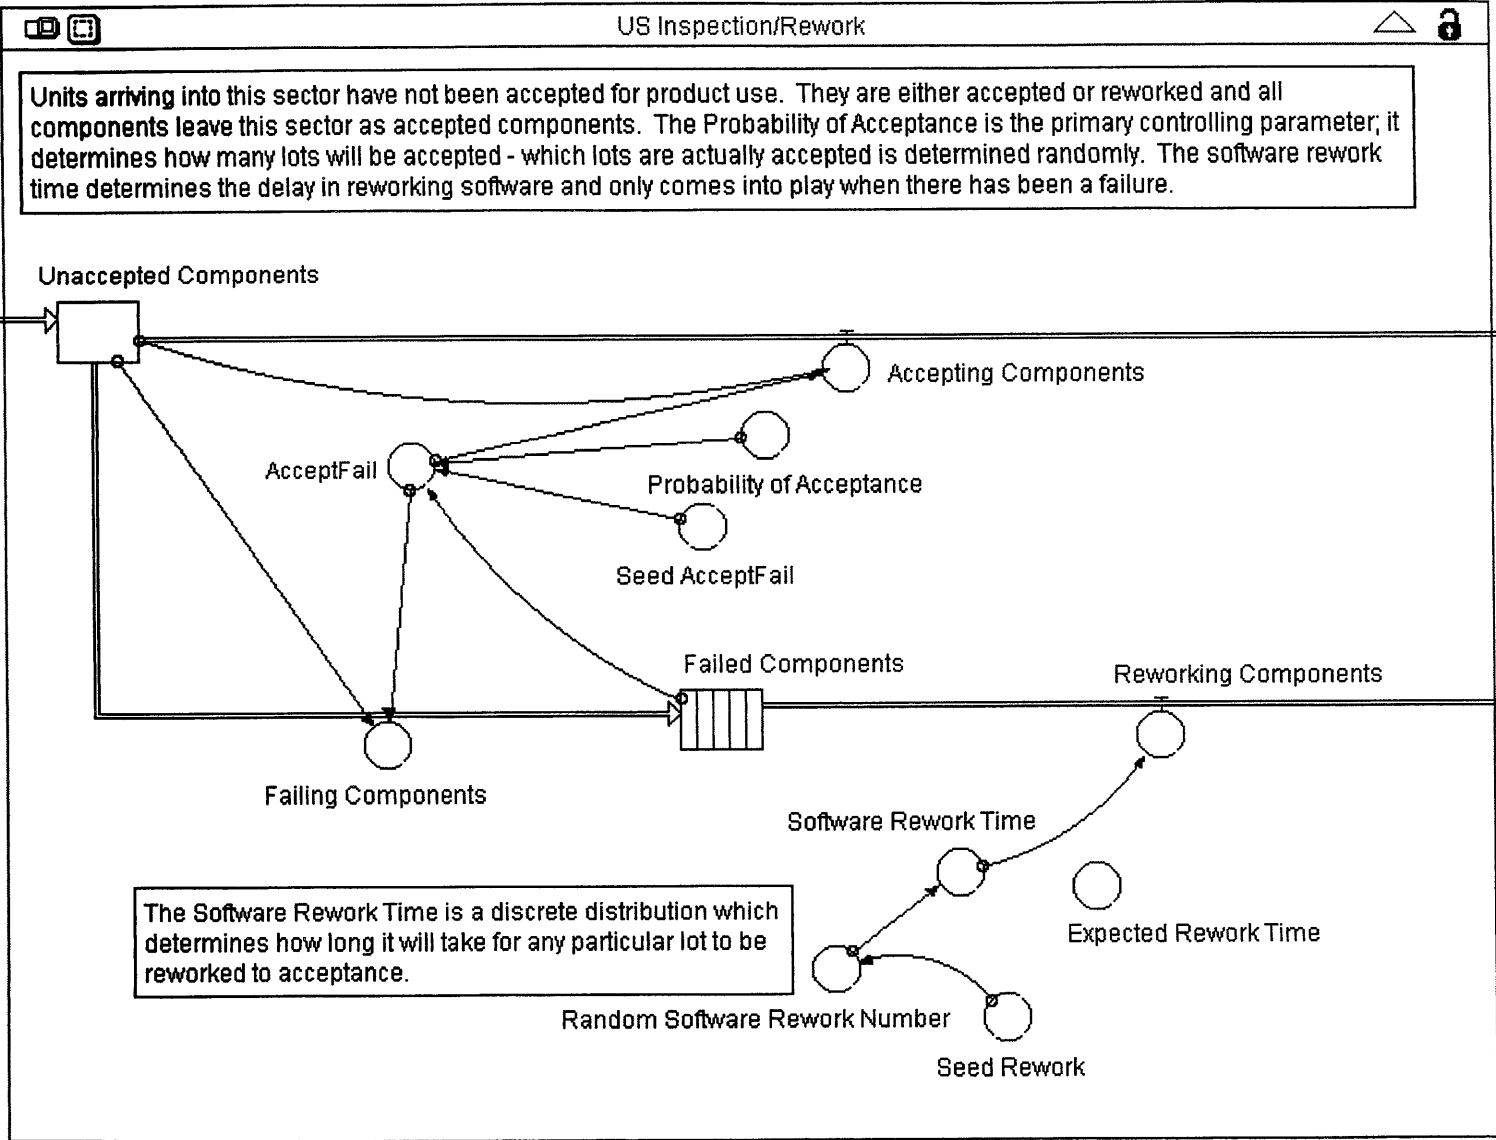 US Inspection/Rework
Units arriving into this sector have not been accepted for product use. They are either accepted or reworked and all
components leave this sector as accepted components. The Probability of Acceptance is the primary controlling parameter; it
determines how many lots will be accepted - which lots are actually accepted is determined randomly. The software rework
time determines the delay in reworking software and only comes into play when there has been a failure.
Unaccepted Components
Accepting Components
AcceptFail
Probability of Acceptance
Seed AcceptFail
Failed Components
Reworking Components
Failing Components
Software Rework Time
The Software Rework Time is a discrete distribution which
determines how long it will take for any particular lot to be
reworked to acceptance.
Expected Rework Time
Random Software Rework Number
Seed Rework